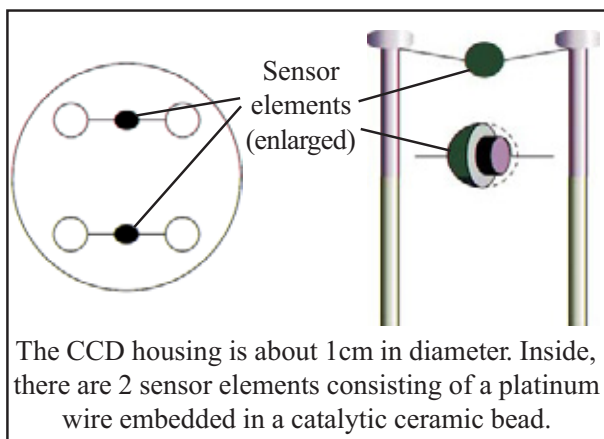 Sensor
elements
(enlarged)
The CCD housing is about 1cm in diameter. Inside,
there are 2 sensor elements consisting of a platinum
wire embedded in a catalytic ceramic bead.